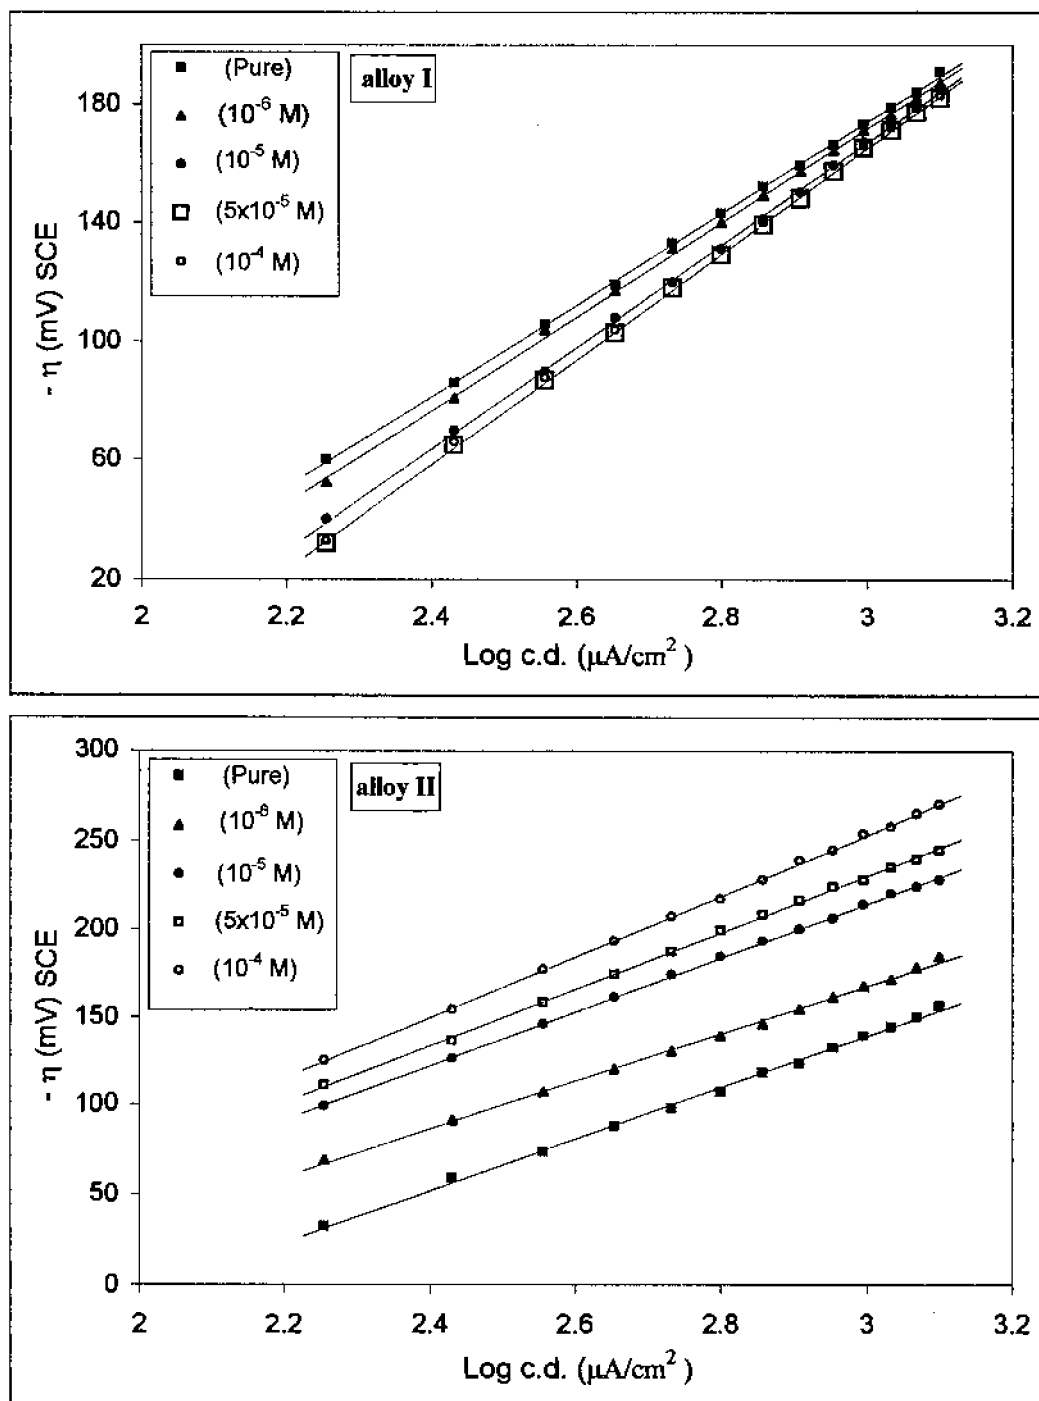 alloy I
(Pure)
(10⁻⁶ M)
(10⁻⁵ M)
(5x10⁻⁵ M)
(10⁻⁴ M)
180
140
100
60
20
- η (mV) SCE
2 2.2 2.4 2.6 2.8 3 3.2
Log c.d. (µA/cm²)
alloy II
(Pure)
(10⁻⁶ M)
(10⁻⁵ M)
(5x10⁻⁵ M)
(10⁻⁴ M)
300
250
200
150
100
50
0
- η (mV) SCE
2 2.2 2.4 2.6 2.8 3 3.2
Log c.d. (µA/cm²)